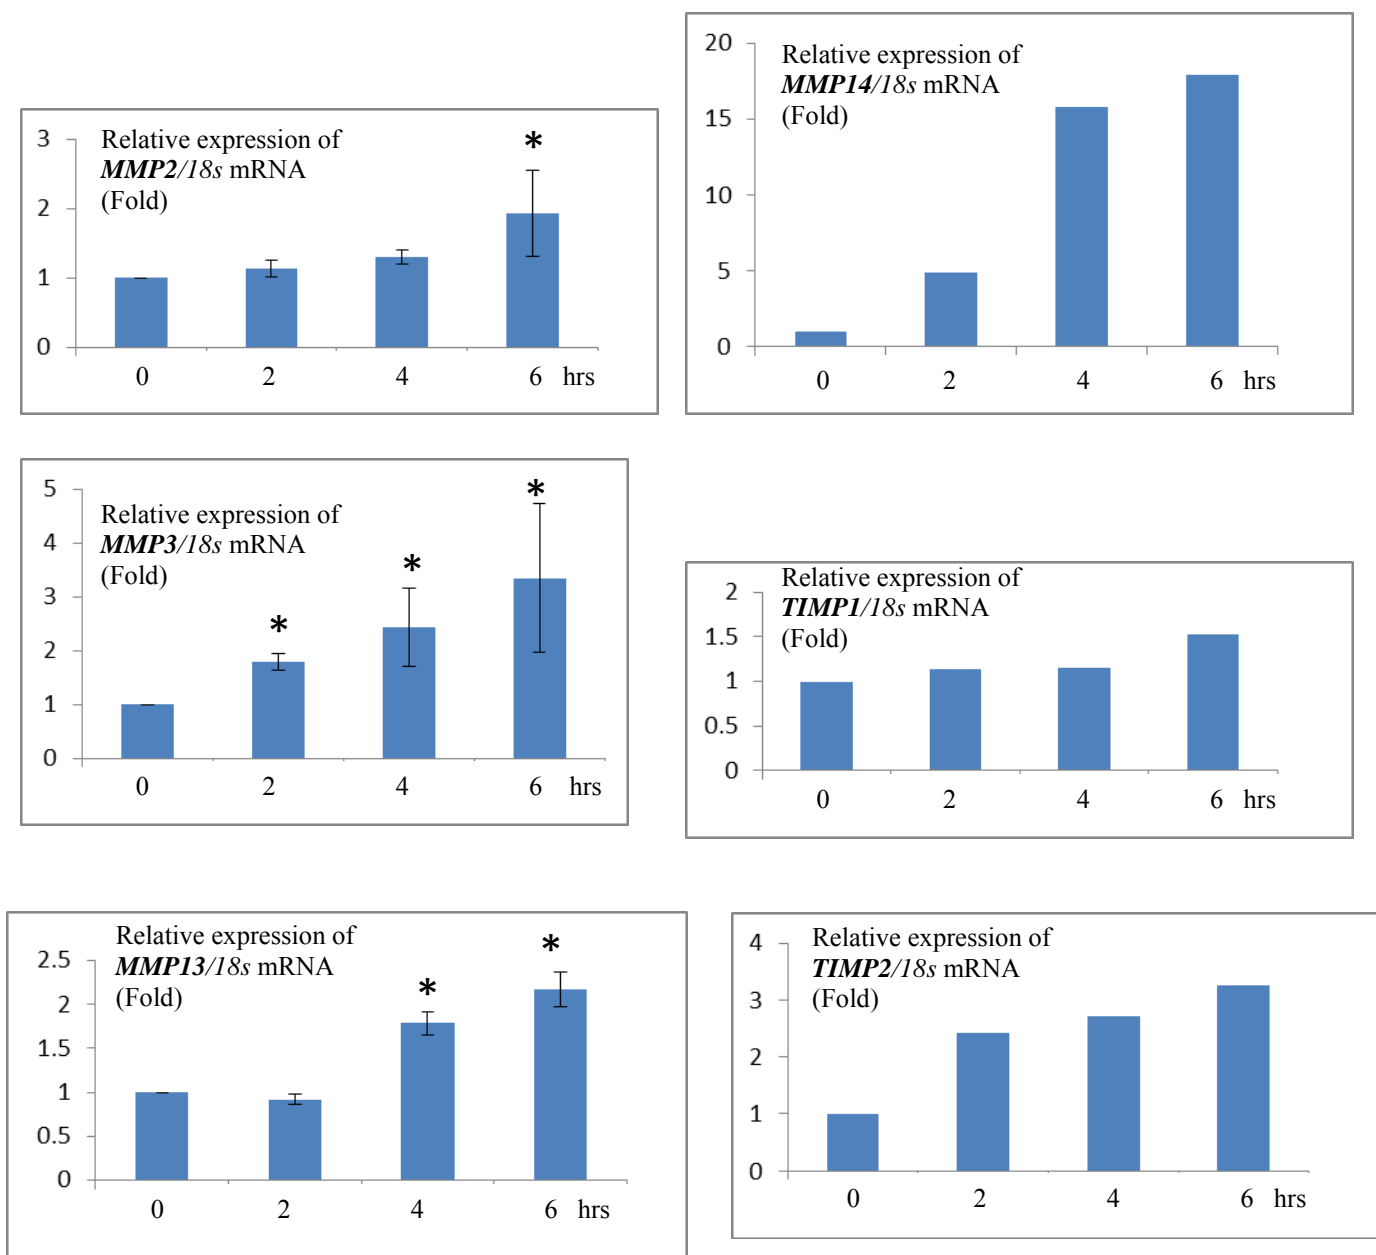 Relative expression of
MMP2/18s mRNA
(Fold)
3
2
1
0
*
0 2 4 6 hrs
Relative expression of
MMP14/18s mRNA
(Fold)
20
15
10
5
0
0 2 4 6 hrs
Relative expression of
MMP3/18s mRNA
(Fold)
5
4
3
2
1
0
* * *
0 2 4 6 hrs
Relative expression of
TIMP1/18s mRNA
(Fold)
2
1.5
1
0.5
0
0 2 4 6 hrs
Relative expression of
MMP13/18s mRNA
(Fold)
2.5
2
1.5
1
0.5
0
* *
0 2 4 6 hrs
Relative expression of
TIMP2/18s mRNA
(Fold)
4
3
2
1
0
0 2 4 6 hrs